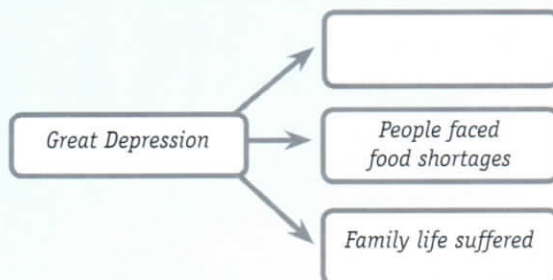 Great Depression
People faced
food shortages
Family life suffered